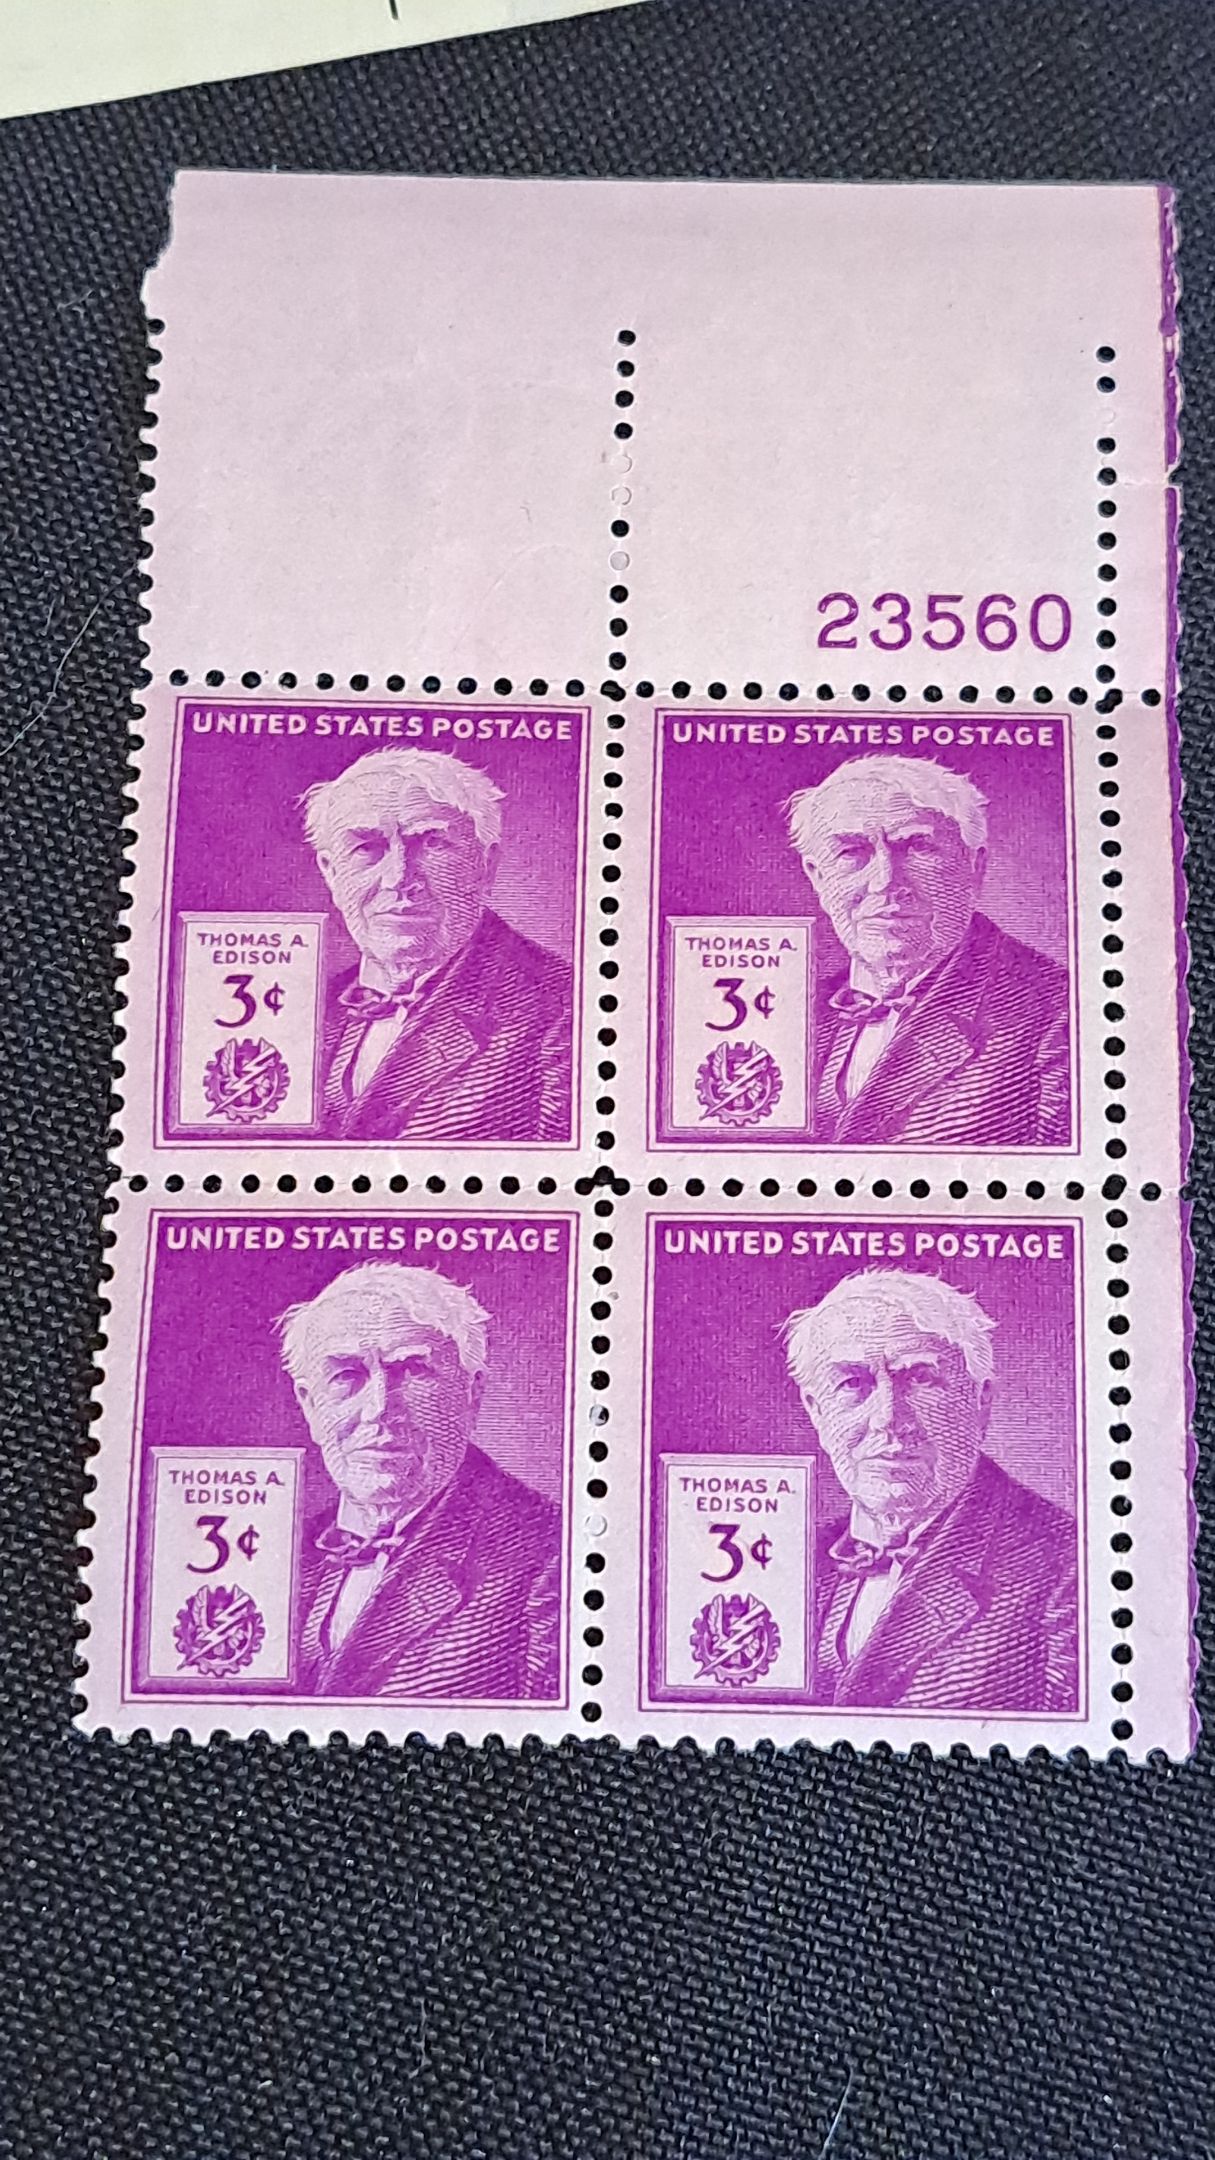 23560
UNITED STATES POSTAGE
THOMAS A.
EDISON
3¢
UNITED STATES POSTAGE
THOMAS A.
EDISON
3¢
UNITED STATES POSTAGE
THOMAS A.
EDISON
3¢
UNITED STATES POSTAGE
THOMAS A.
EDISON
3¢